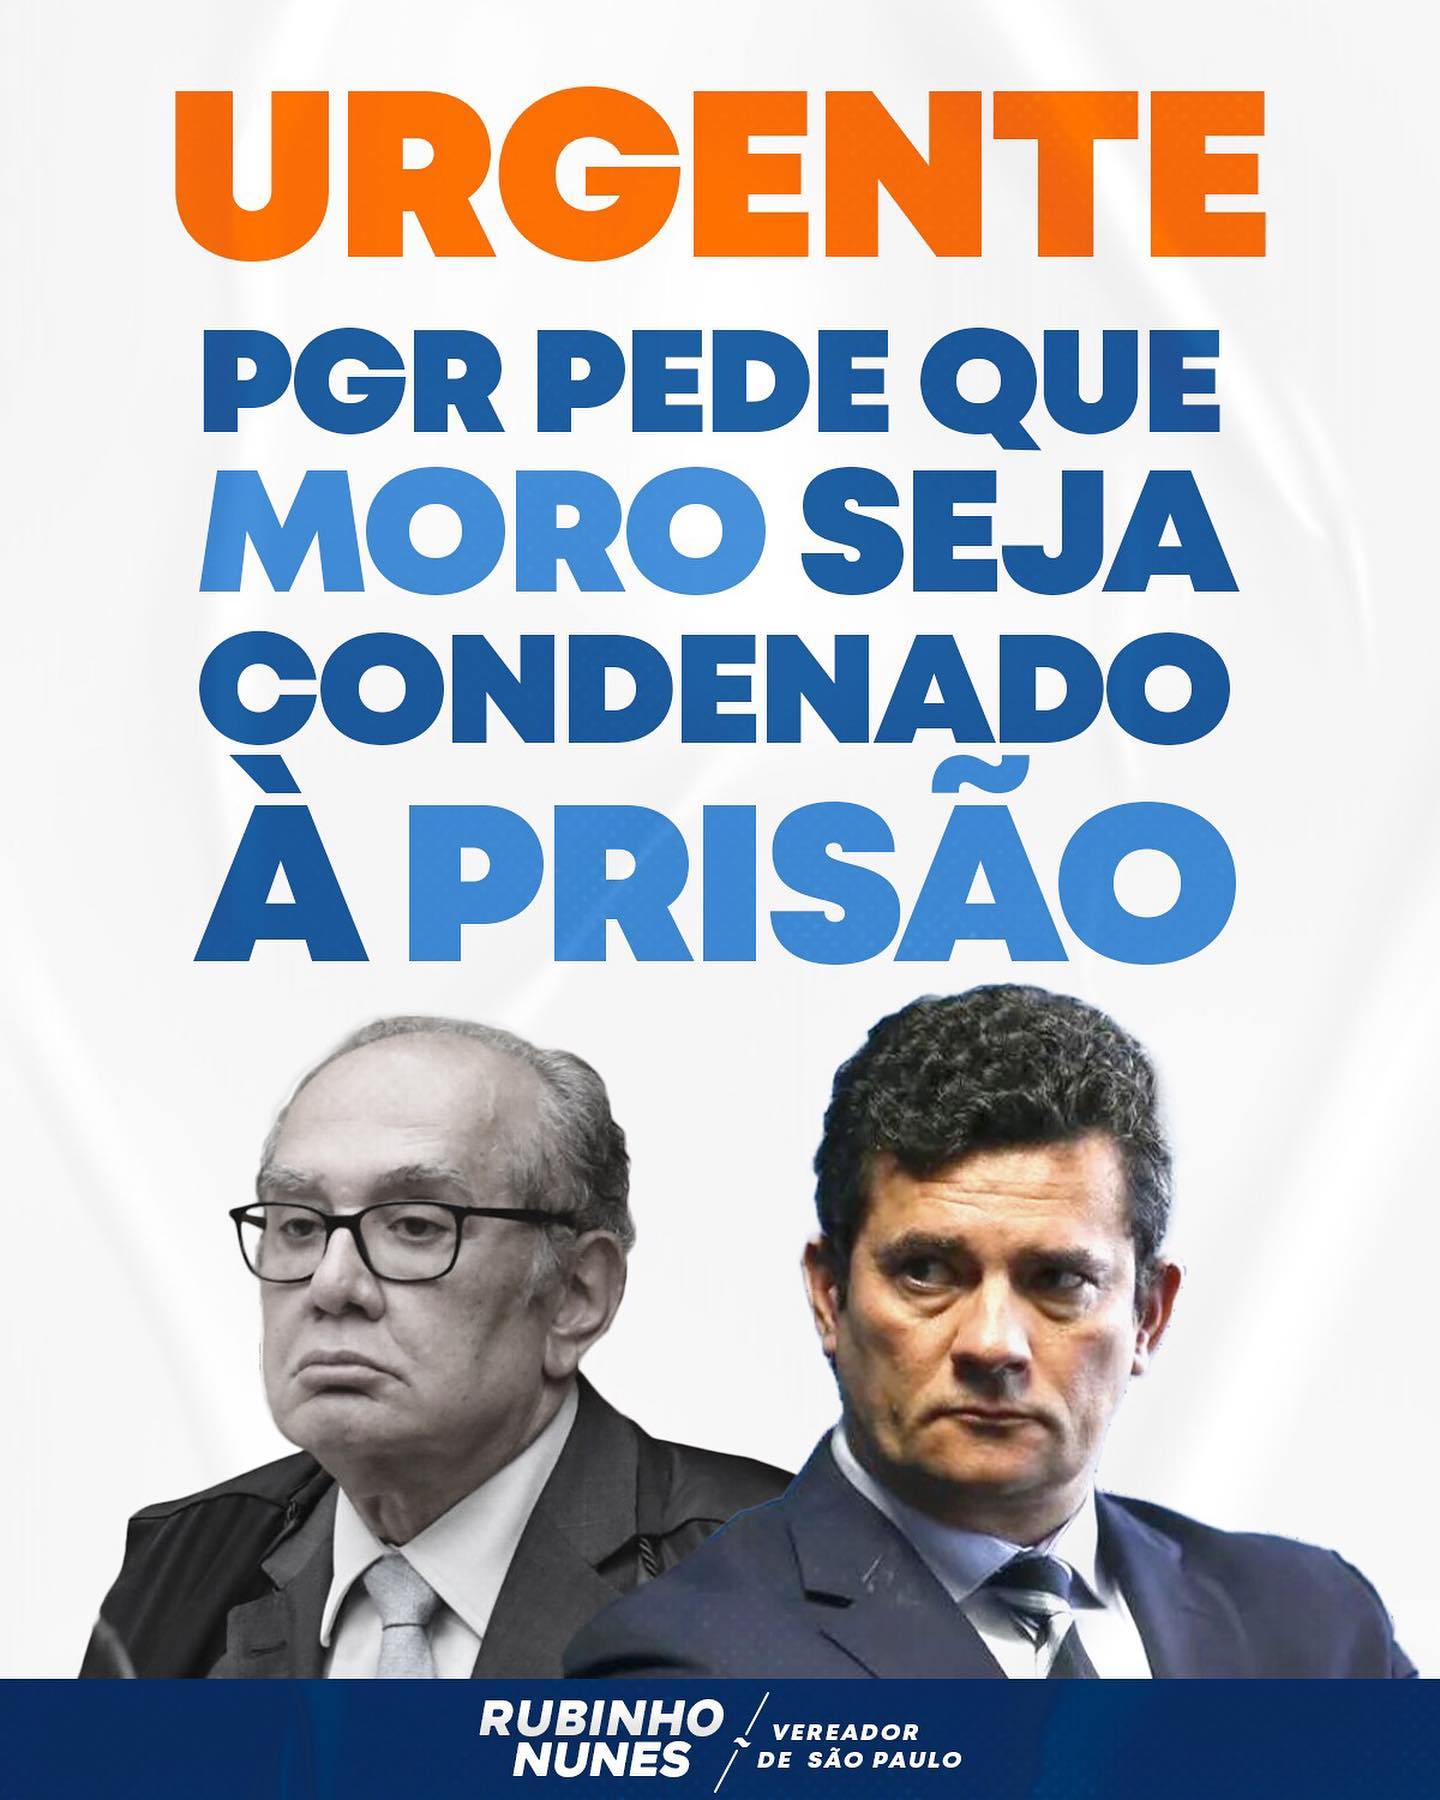 URGENTE
PGR PEDE QUE
MORO SEJA
CONDENADO
À PRISÃO
RUBINHO
NUNES
VEREADOR
DE SÃO PAULO